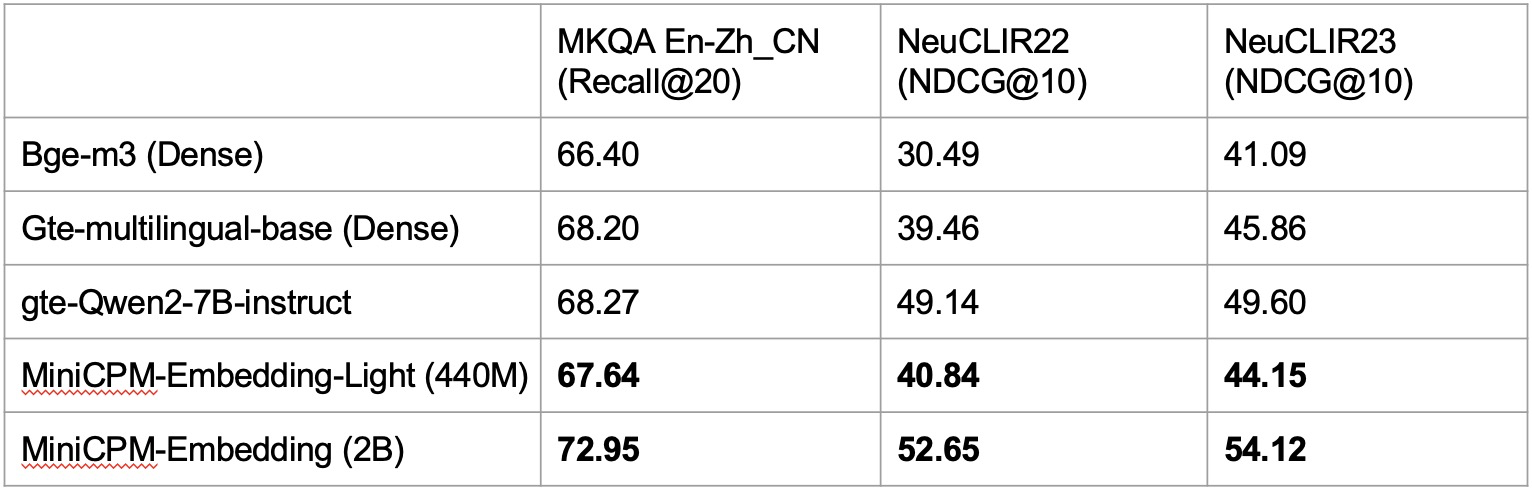 MKQA En-Zh_CN (Recall@20) NeuCLIR22 (NDCG@10) NeuCLIR23 (NDCG@10)
Bge-m3 (Dense) 66.40 30.49 41.09
Gte-multilingual-base (Dense) 68.20 39.46 45.86
gte-Qwen2-7B-instruct 68.27 49.14 49.60
MiniCPM-Embedding-Light (440M) 67.64 40.84 44.15
MiniCPM-Embedding (2B) 72.95 52.65 54.12